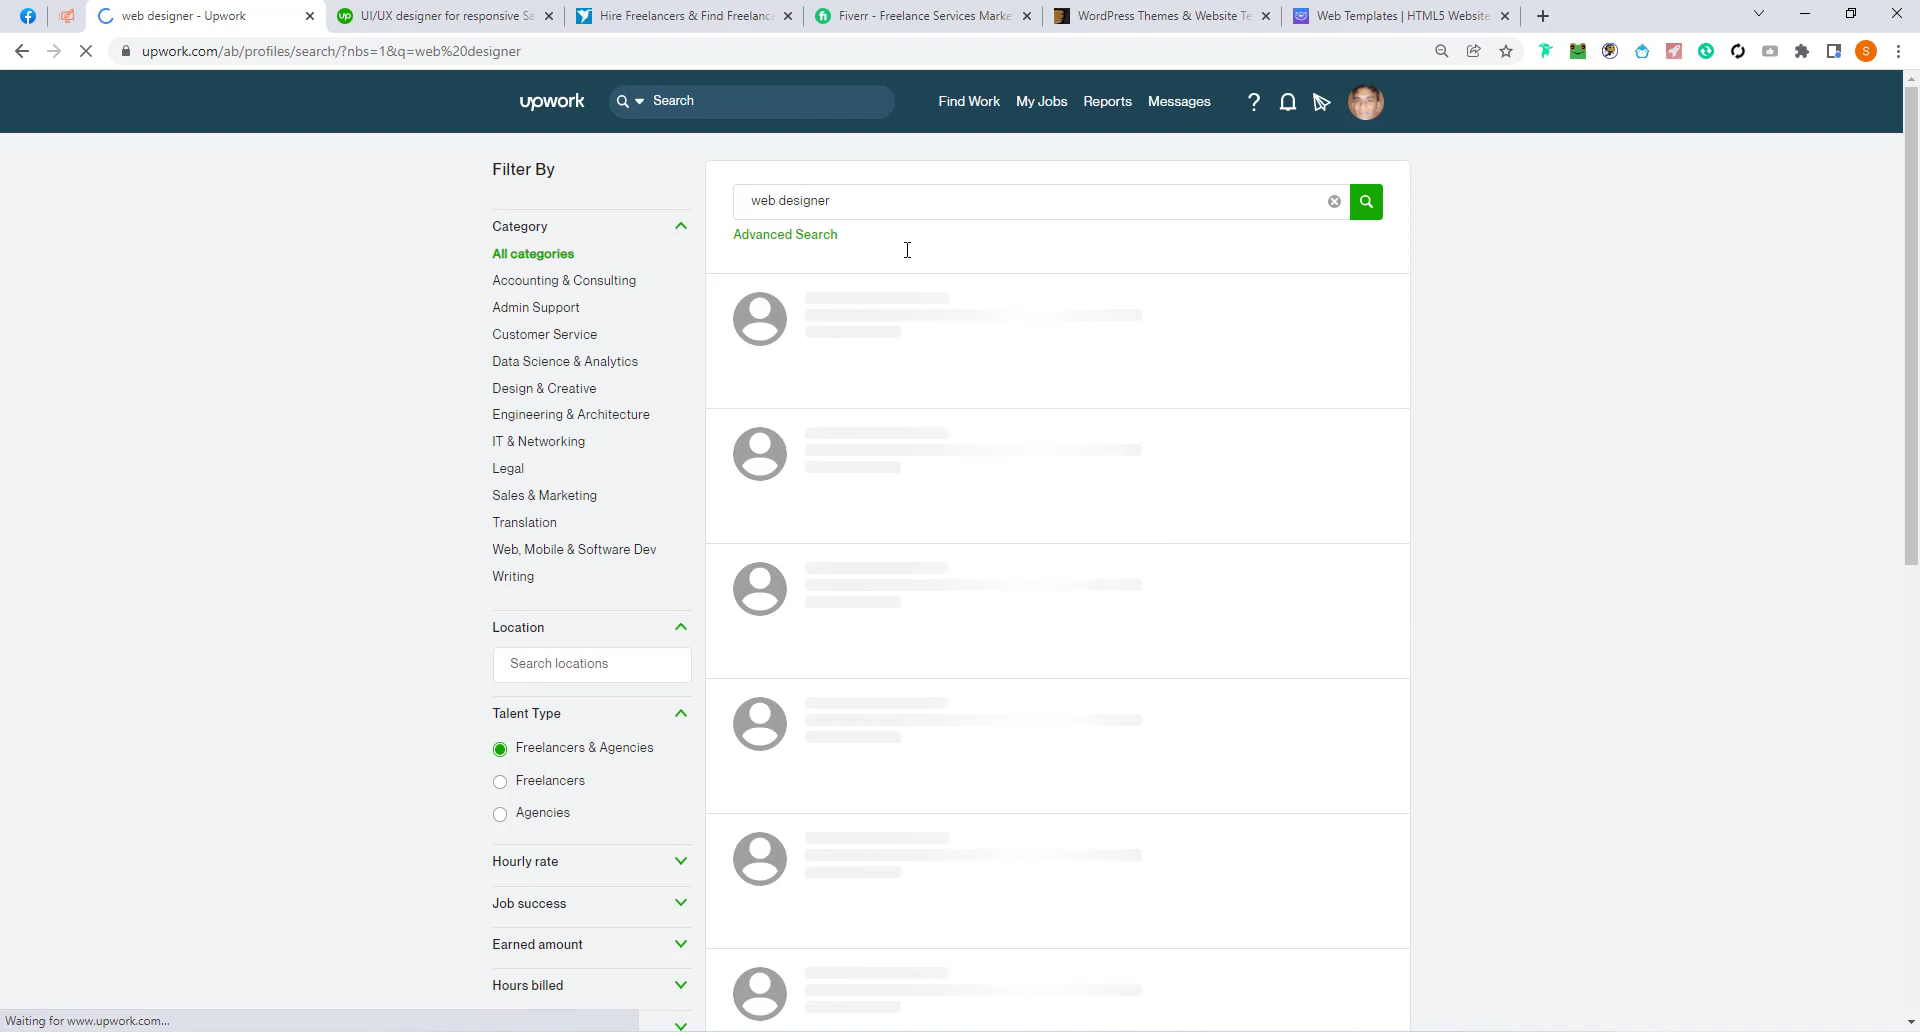 web designer - Upwork
UI/UX designer for responsive Sa
Hire Freelancers & Find Freelance
Fiverr - Freelance Services Marke
WordPress Themes & Website Te
Web Templates | HTML5 Website
upwork.com/ab/profiles/search/?nbs=1&q=web%20designer
S
upwork
Search
Find Work
My Jobs
Reports
Messages
?
Filter By
Category
All categories
Accounting & Consulting
Admin Support
Customer Service
Data Science & Analytics
Design & Creative
Engineering & Architecture
IT & Networking
Legal
Sales & Marketing
Translation
Web, Mobile & Software Dev
Writing
Location
Search locations
Talent Type
Freelancers & Agencies
Freelancers
Agencies
Hourly rate
Job success
Earned amount
Hours billed
web designer
Advanced Search
Waiting for www.upwork.com...